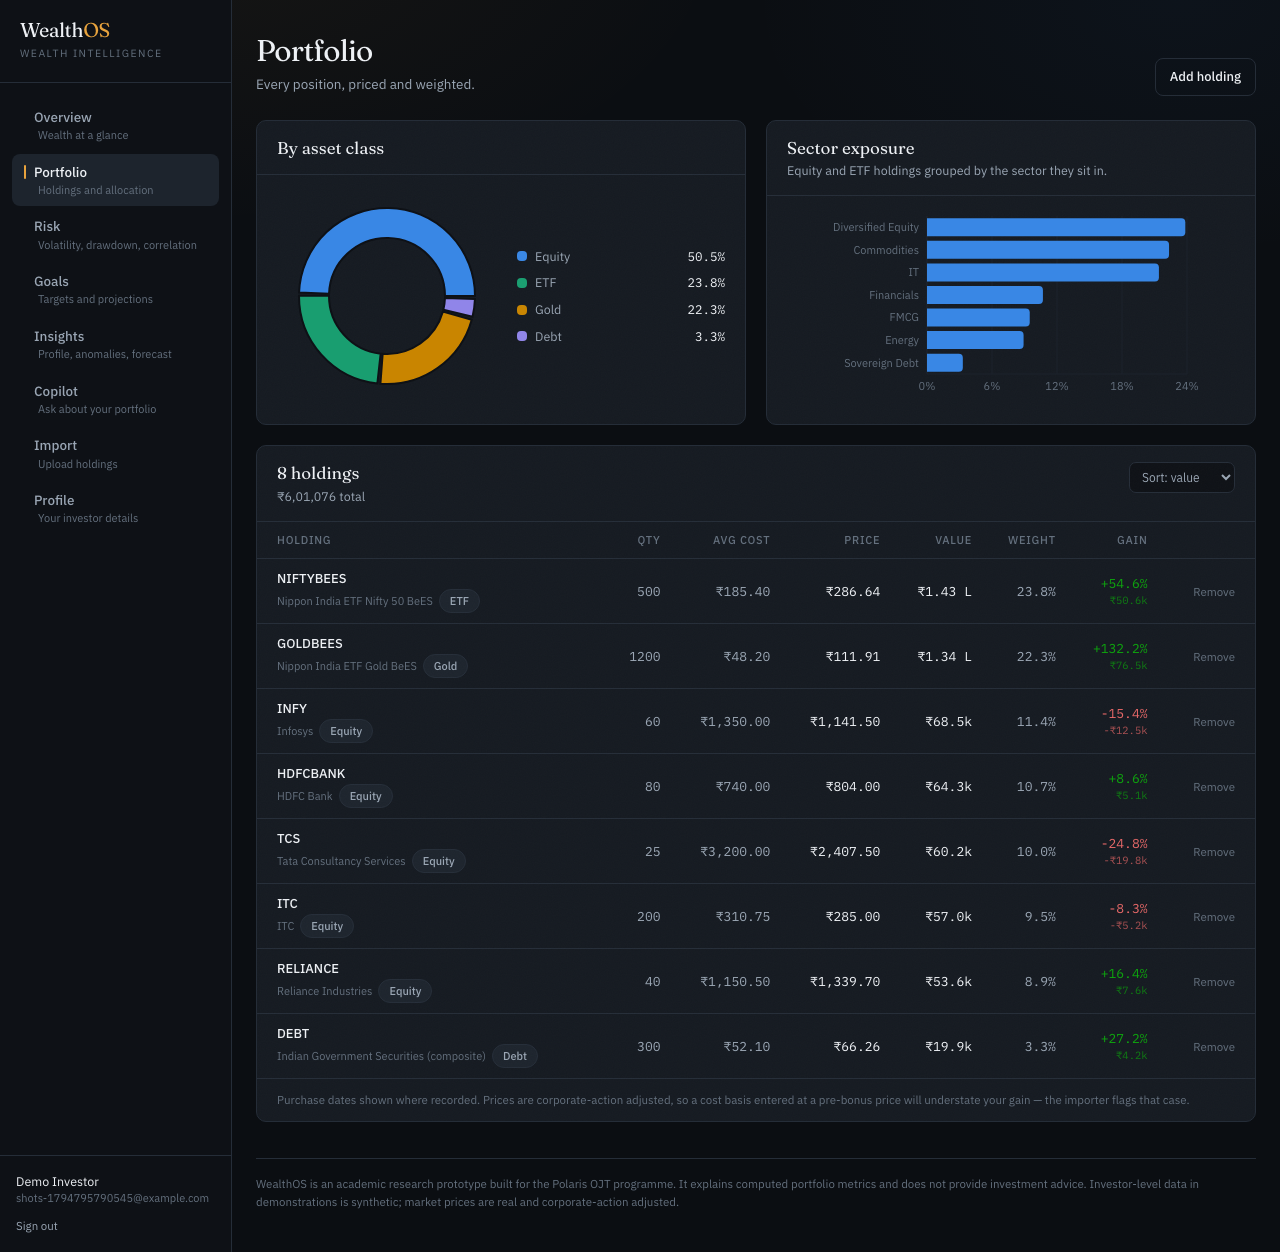 WealthOS
WEALTH INTELLIGENCE
Overview
Wealth at a glance
Portfolio
Holdings and allocation
Risk
Volatility, drawdown, correlation
Goals
Targets and projections
Insights
Profile, anomalies, forecast
Copilot
Ask about your portfolio
Import
Upload holdings
Profile
Your investor details
Demo Investor
shots-1794795790545@example.com
Sign out
Portfolio
Every position, priced and weighted.
Add holding
By asset class
Equity 50.5%
ETF 23.8%
Gold 22.3%
Debt 3.3%
Sector exposure
Equity and ETF holdings grouped by the sector they sit in.
Diversified Equity
Commodities
IT
Financials
FMCG
Energy
Sovereign Debt
0% 6% 12% 18% 24%
8 holdings
₹6,01,076 total
Sort: value
HOLDING QTY AVG COST PRICE VALUE WEIGHT GAIN
NIFTYBEES
Nippon India ETF Nifty 50 BeES ETF
500 ₹185.40 ₹286.64 ₹1.43 L 23.8% +54.6%
₹50.6k
Remove
GOLDBEES
Nippon India ETF Gold BeES Gold
1200 ₹48.20 ₹111.91 ₹1.34 L 22.3% +132.2%
₹76.5k
Remove
INFY
Infosys Equity
60 ₹1,350.00 ₹1,141.50 ₹68.5k 11.4% -15.4%
-₹12.5k
Remove
HDFCBANK
HDFC Bank Equity
80 ₹740.00 ₹804.00 ₹64.3k 10.7% +8.6%
₹5.1k
Remove
TCS
Tata Consultancy Services Equity
25 ₹3,200.00 ₹2,407.50 ₹60.2k 10.0% -24.8%
-₹19.8k
Remove
ITC
ITC Equity
200 ₹310.75 ₹285.00 ₹57.0k 9.5% -8.3%
-₹5.2k
Remove
RELIANCE
Reliance Industries Equity
40 ₹1,150.50 ₹1,339.70 ₹53.6k 8.9% +16.4%
₹7.6k
Remove
DEBT
Indian Government Securities (composite) Debt
300 ₹52.10 ₹66.26 ₹19.9k 3.3% +27.2%
₹4.2k
Remove
Purchase dates shown where recorded. Prices are corporate-action adjusted, so a cost basis entered at a pre-bonus price will understate your gain — the importer flags that case.
WealthOS is an academic research prototype built for the Polaris OJT programme. It explains computed portfolio metrics and does not provide investment advice. Investor-level data in
demonstrations is synthetic; market prices are real and corporate-action adjusted.